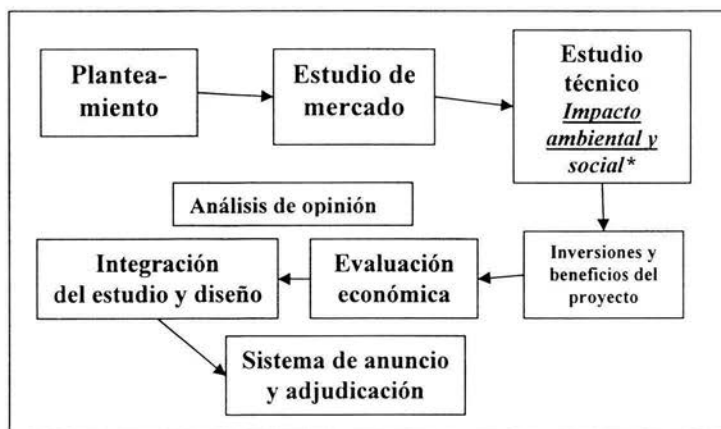 Plantea-
miento
Estudio de
mercado
Estudio
técnico
Impacto
ambiental y
social*
Análisis de opinión
Integración
del estudio y diseño
Evaluación
económica
Inversiones y
beneficios del
proyecto
Sistema de anuncio
y adjudicación